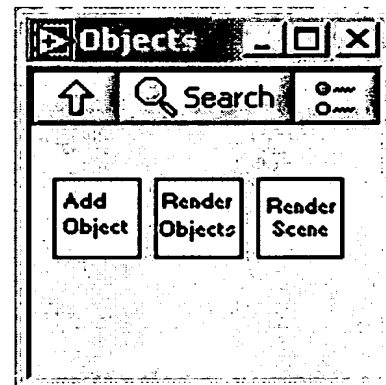 Objects
Search
Add
Object
Render
Objects
Render
Scene